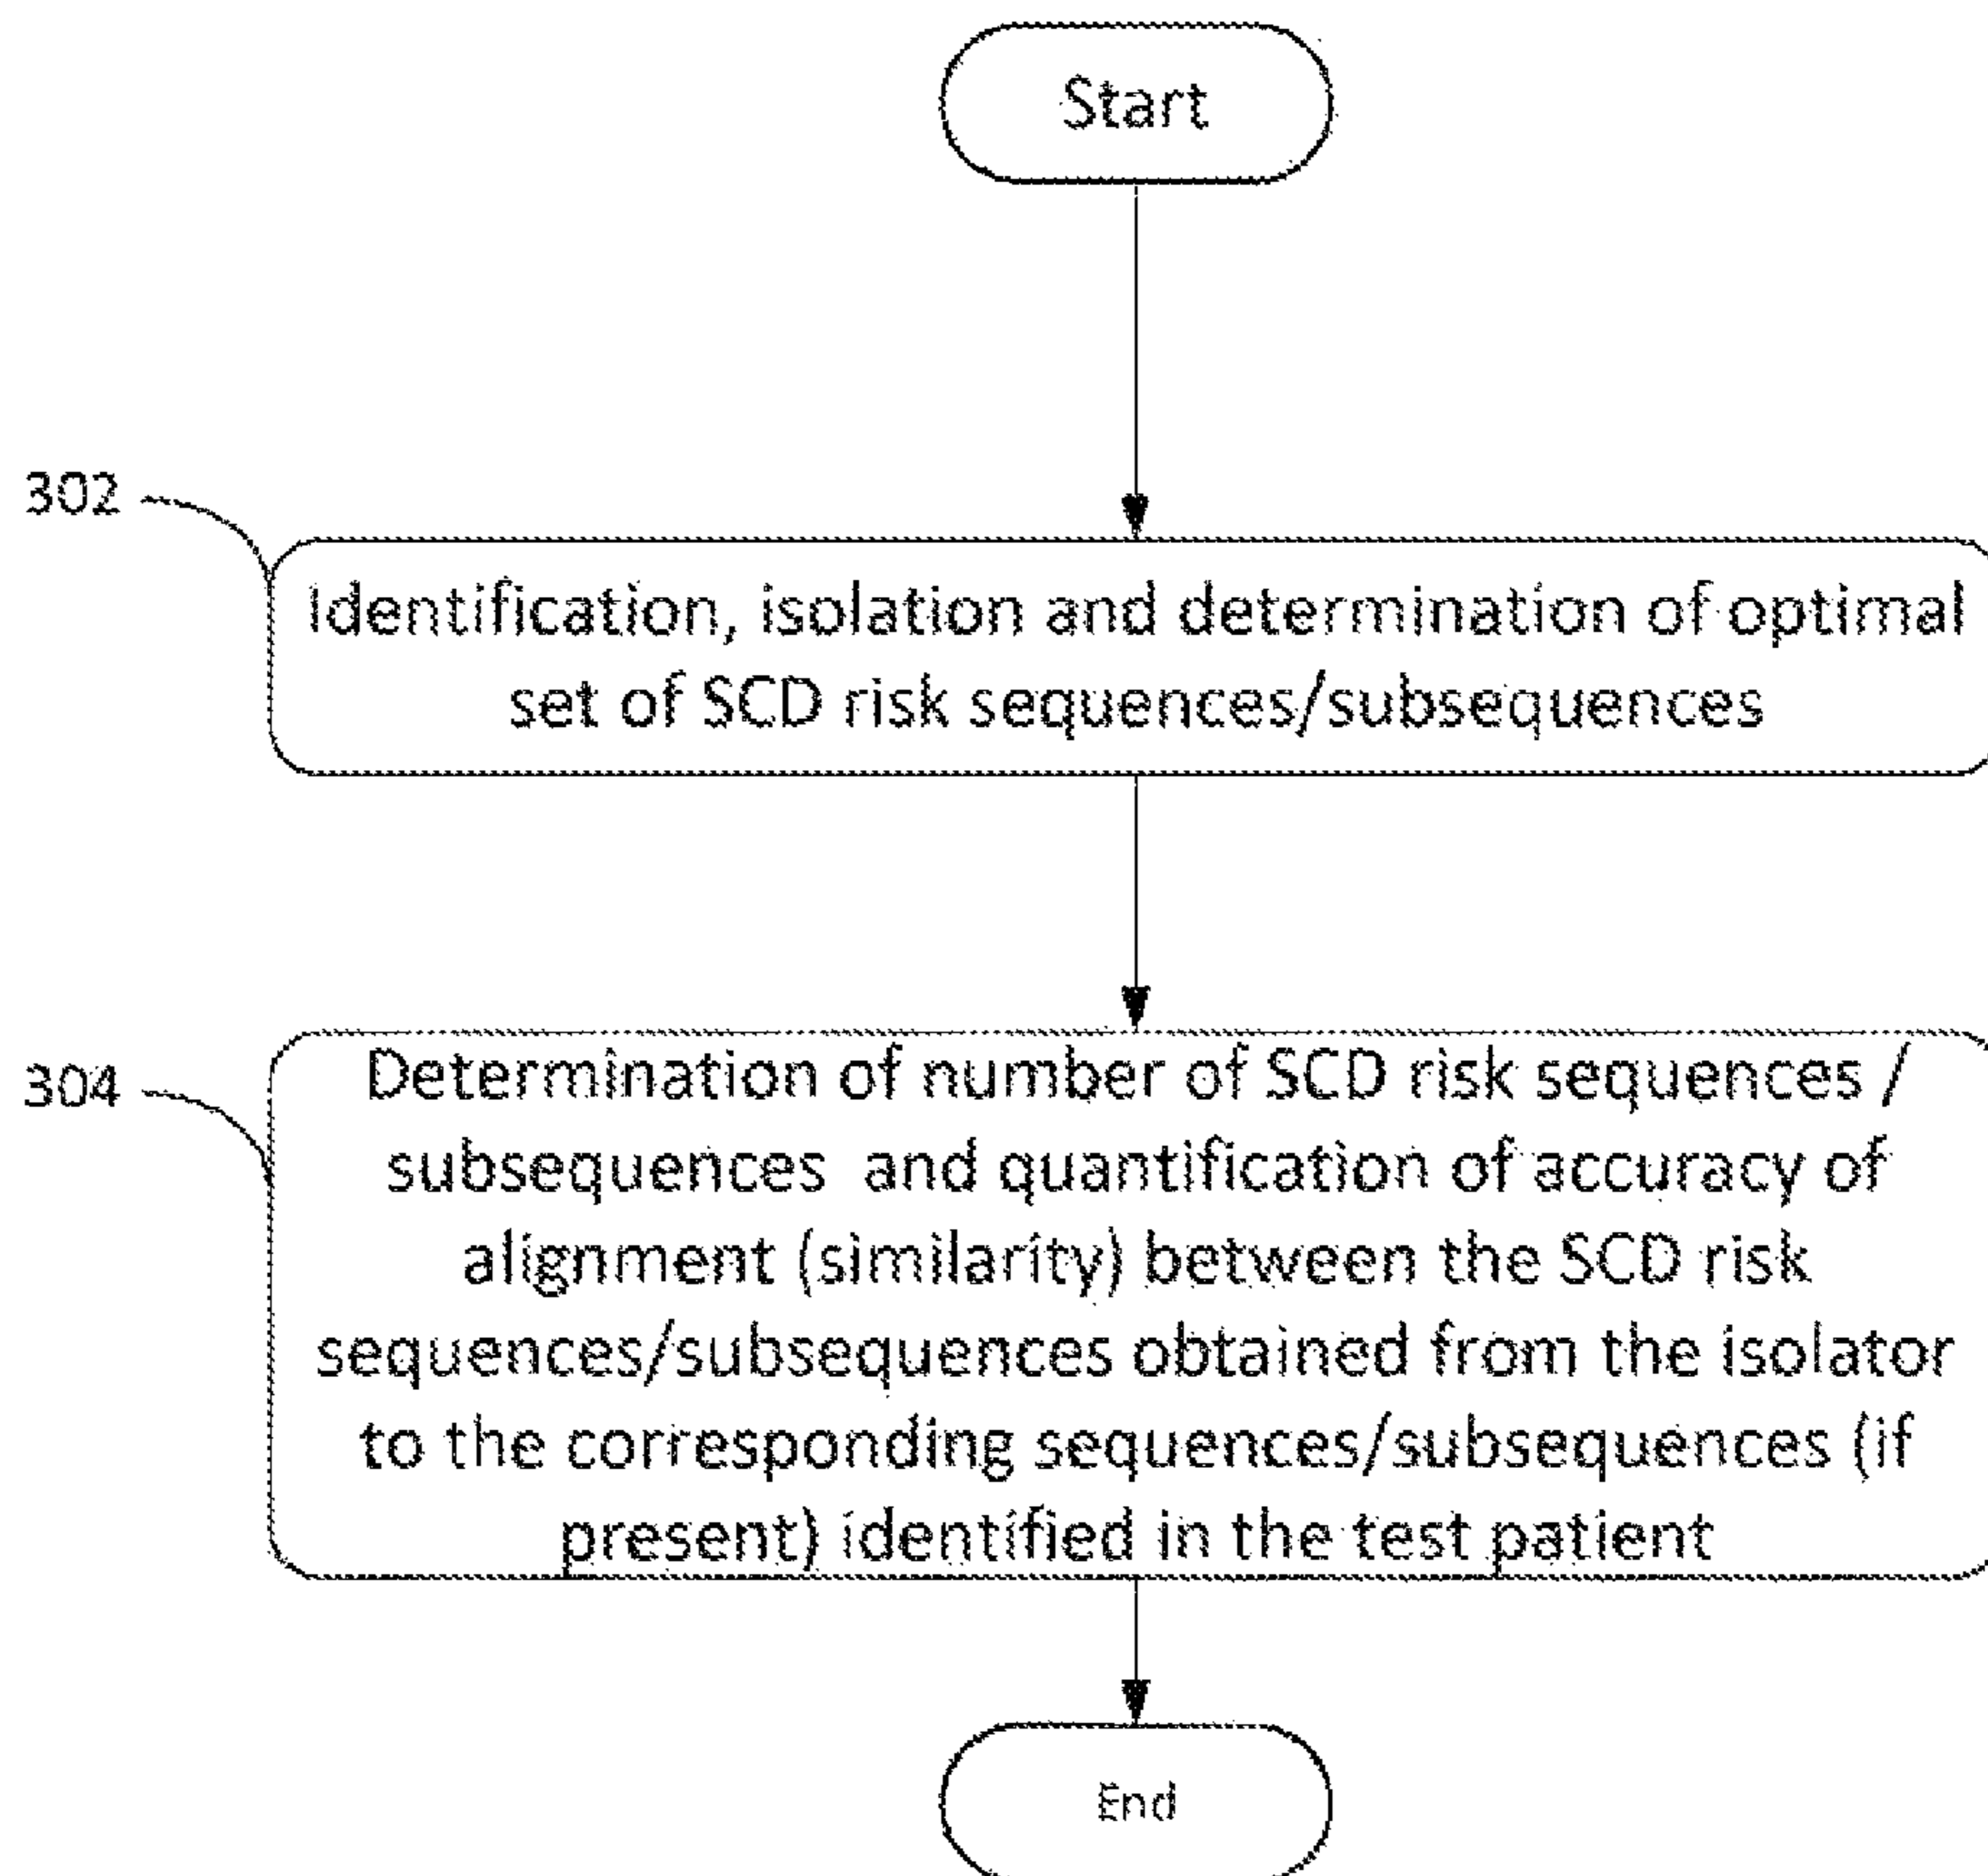 Start
302
Identification, isolation and determination of optimal
set of SCD risk sequences/subsequences
304
Determination of number of SCD risk sequences /
subsequences and quantification of accuracy of
alignment (similarity) between the SCD risk
sequences/subsequences obtained from the isolator
to the corresponding sequences/subsequences (if
present) identified in the test patient
End